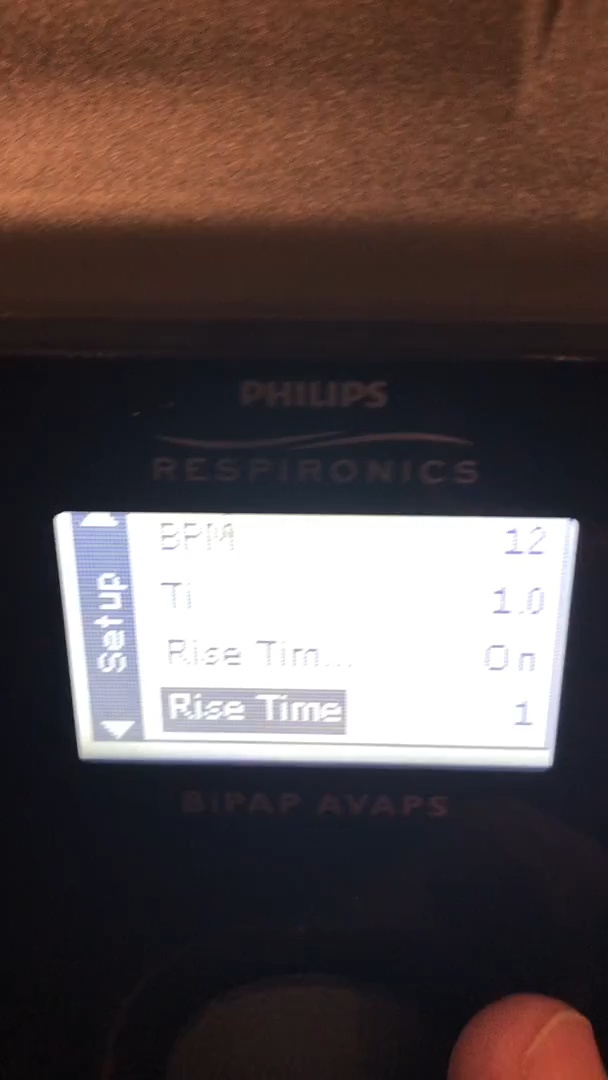 PHILIPS
RESPIRONICS
Setup
BPM 12
Ti 1.0
Rise Tim... On
Rise Time 1
BiPAP AVAPS